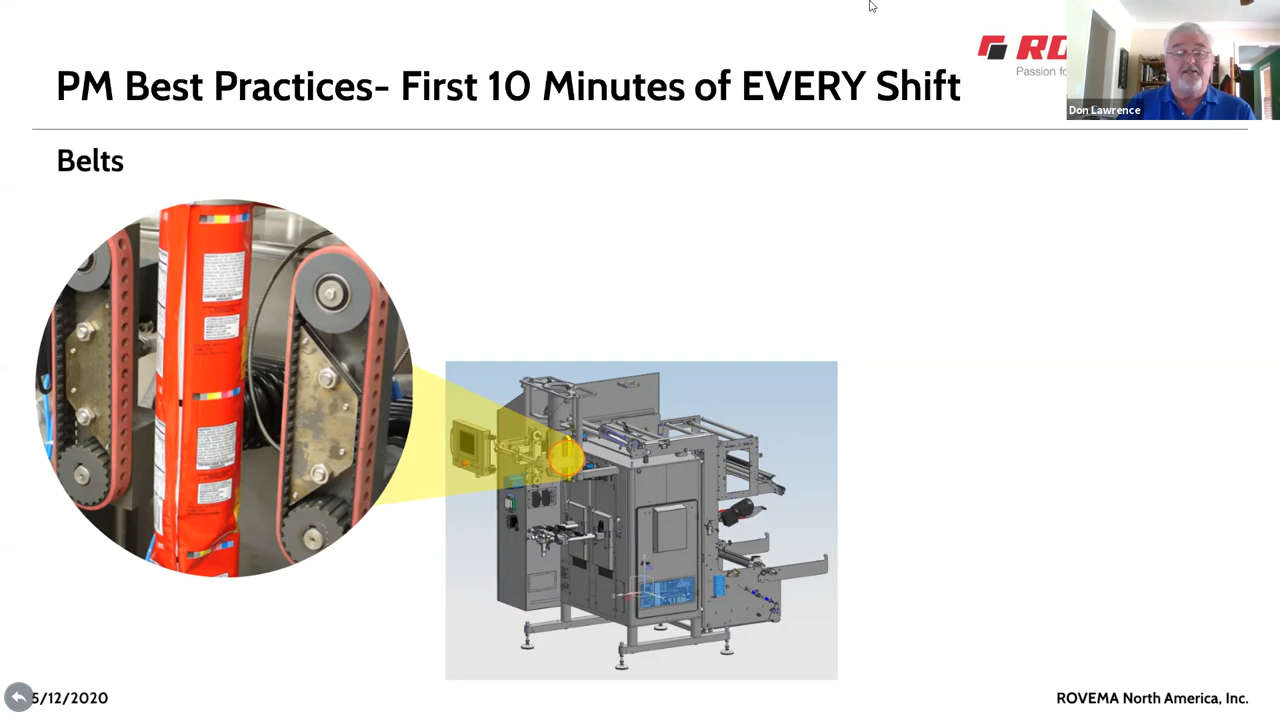 PM Best Practices- First 10 Minutes of EVERY Shift
Passion fo
Don Lawrence
Belts
5/12/2020
ROVEMA North America, Inc.